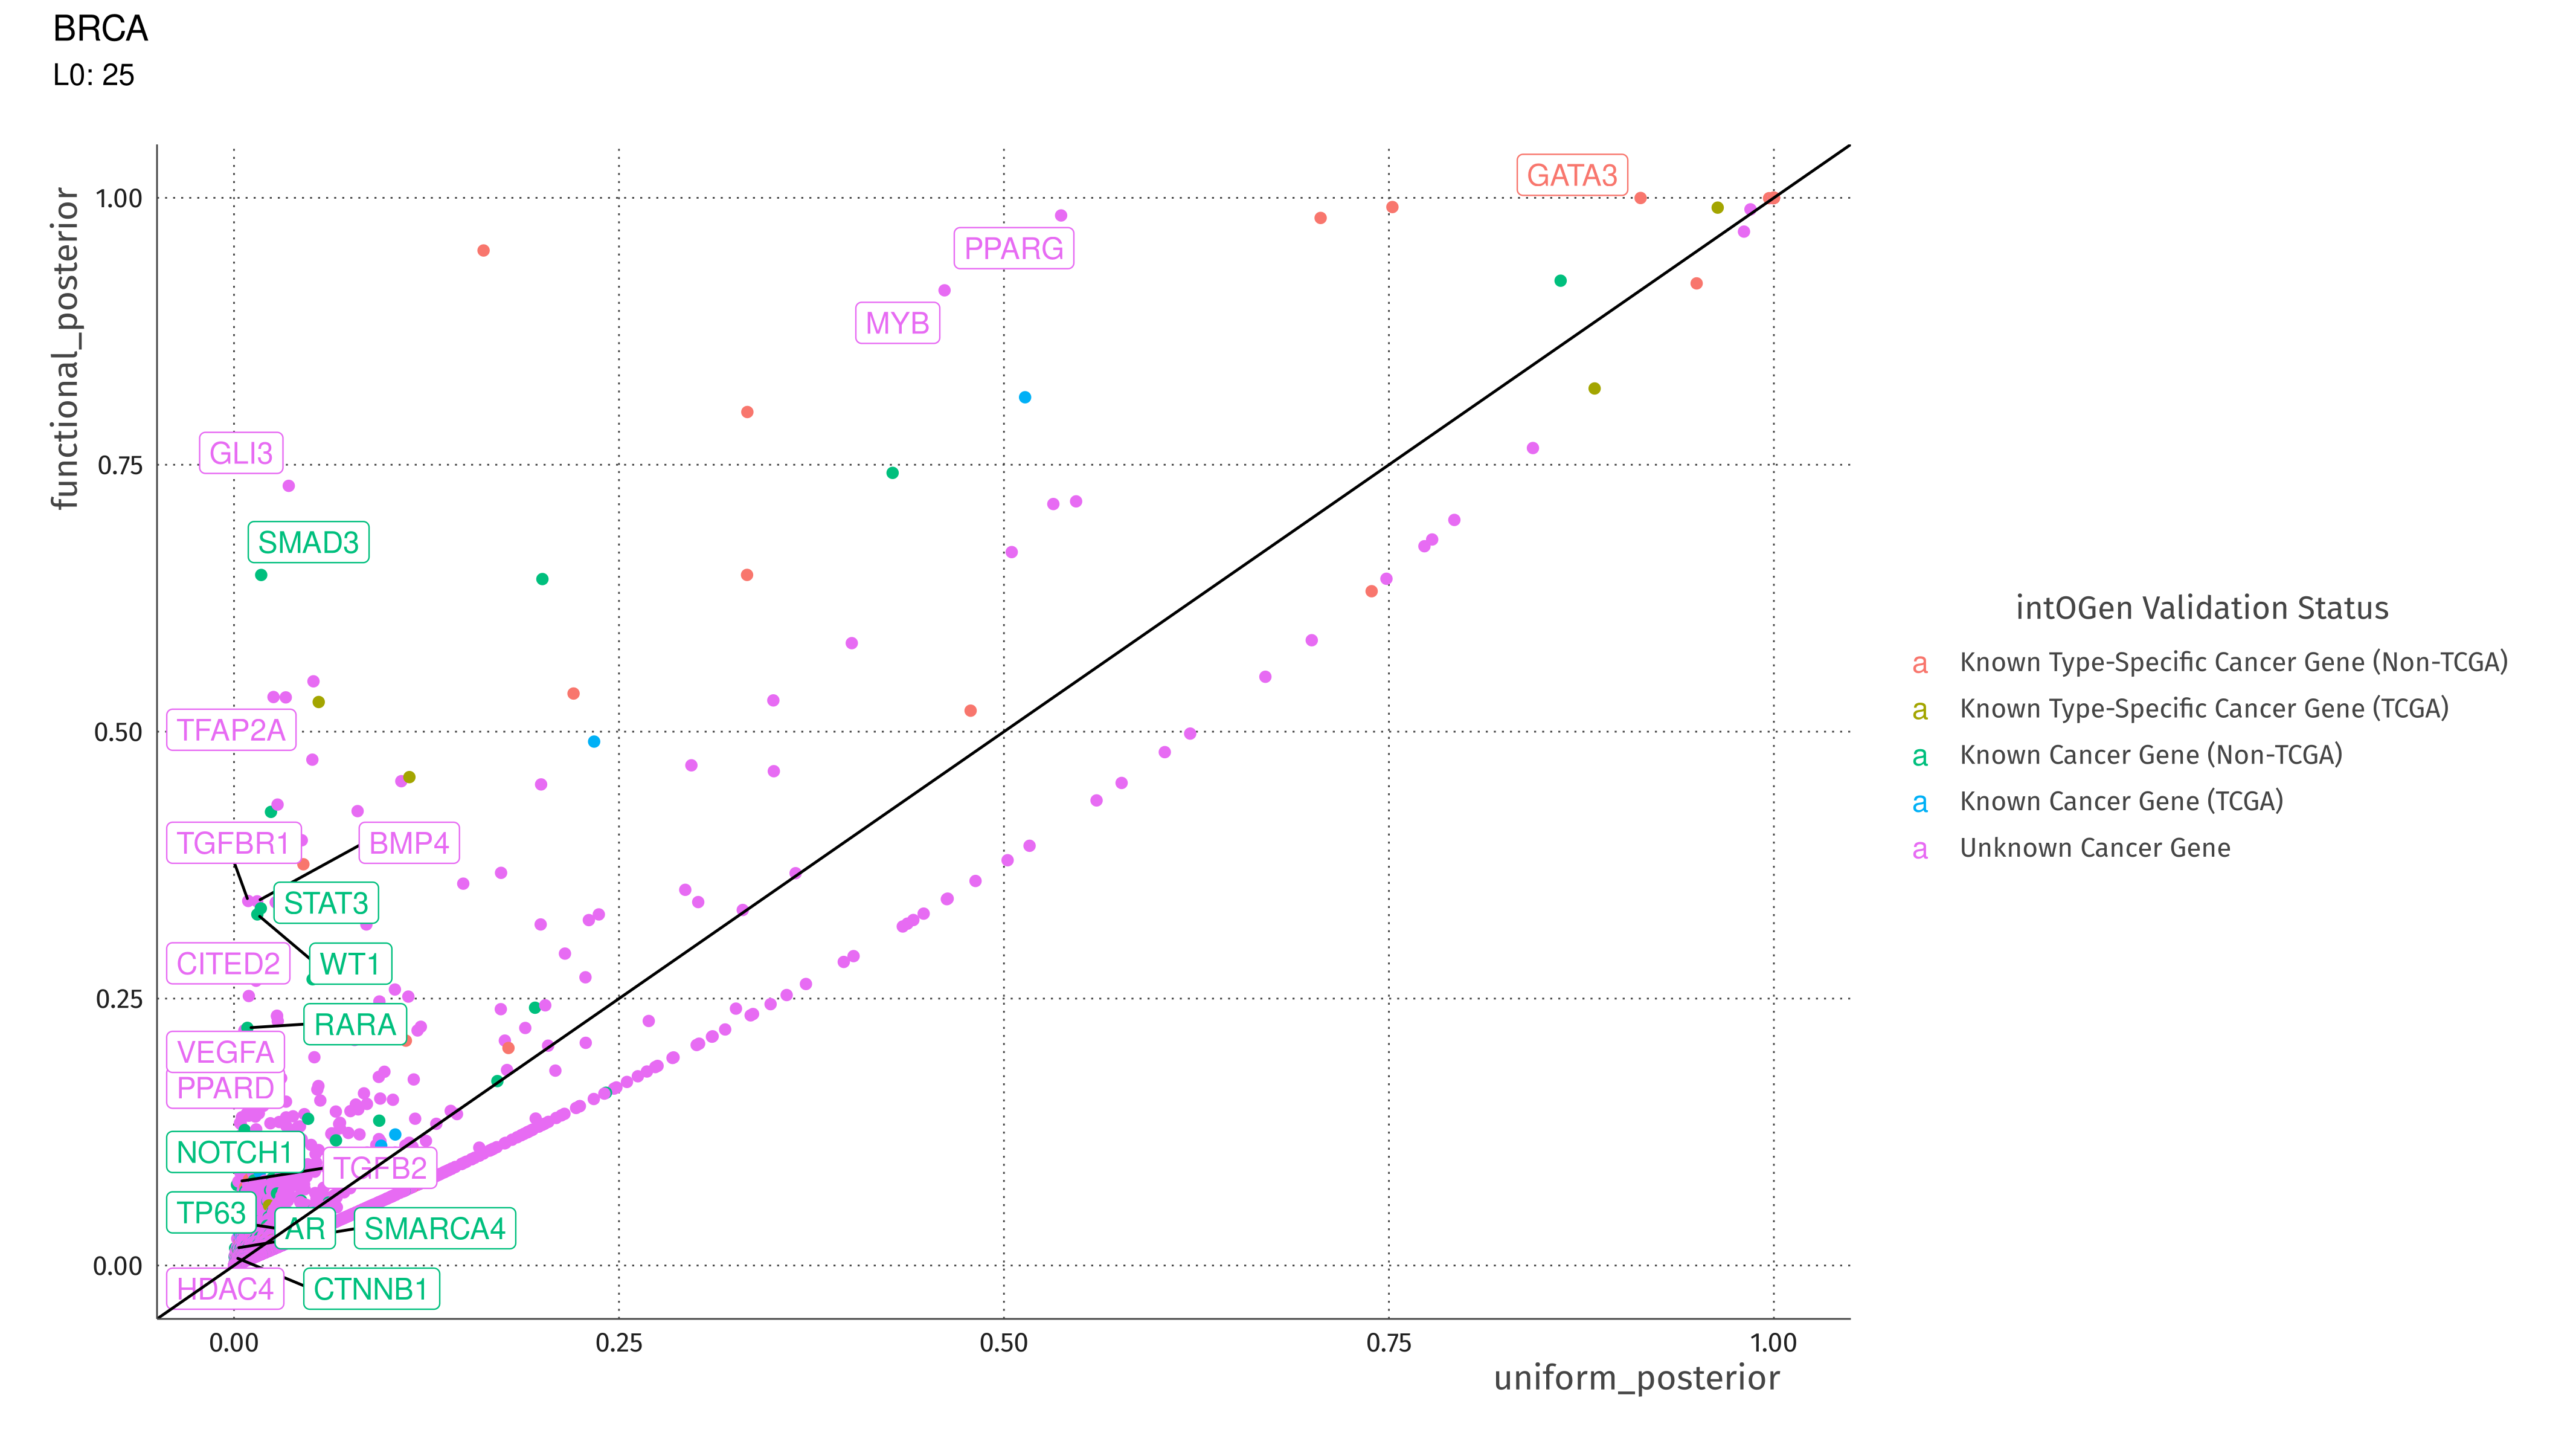 BRCA
L0: 25
functional_posterior
1.00
0.75
0.50
0.25
0.00
GATA3
PPARG
MYB
GLI3
SMAD3
TFAP2A
TGFBR1
BMP4
STAT3
CITED2
WT1
RARA
VEGFA
PPARD
NOTCH1
TGFB2
TP63
AR
SMARCA4
HDAC4
CTNNB1
0.00
0.25
0.50
0.75
1.00
uniform_posterior
intOGen Validation Status
a Known Type-Specific Cancer Gene (Non-TCGA)
a Known Type-Specific Cancer Gene (TCGA)
a Known Cancer Gene (Non-TCGA)
a Known Cancer Gene (TCGA)
a Unknown Cancer Gene